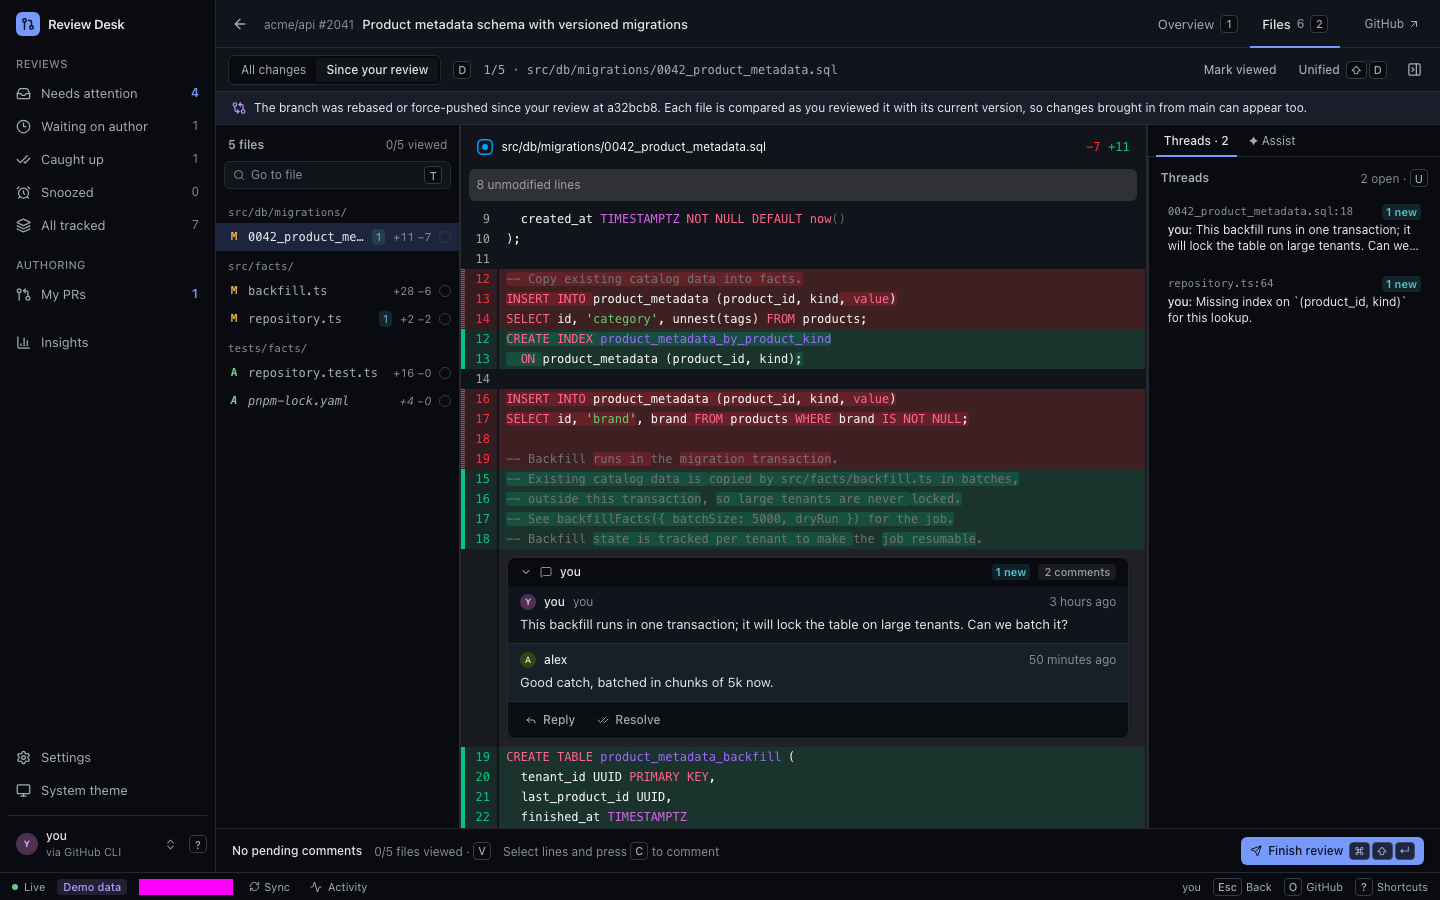 Review Desk
REVIEWS
Needs attention 4
Waiting on author 1
Caught up 1
Snoozed 0
All tracked 7
AUTHORING
My PRs 1
Insights
Settings
System theme
Y you
via GitHub CLI ?
acme/api #2041 Product metadata schema with versioned migrations
Overview 1 Files 6 2 GitHub
All changes Since your review D 1/5 · src/db/migrations/0042_product_metadata.sql
Mark viewed Unified D
The branch was rebased or force-pushed since your review at a32bcb8. Each file is compared as you reviewed it with its current version, so changes brought in from main can appear too.
5 files 0/5 viewed
Go to file T
src/db/migrations/
M 0042_product_me… 1 +11 −7
src/facts/
M backfill.ts +28 −6
M repository.ts 1 +2 −2
tests/facts/
A repository.test.ts +16 −0
A pnpm-lock.yaml +4 −0
src/db/migrations/0042_product_metadata.sql −7 +11
8 unmodified lines
9 created_at TIMESTAMPTZ NOT NULL DEFAULT now()
10 );
11
12 -- Copy existing catalog data into facts.
13 INSERT INTO product_metadata (product_id, kind, value)
14 SELECT id, 'category', unnest(tags) FROM products;
12 CREATE INDEX product_metadata_by_product_kind
13 ON product_metadata (product_id, kind);
14
16 INSERT INTO product_metadata (product_id, kind, value)
17 SELECT id, 'brand', brand FROM products WHERE brand IS NOT NULL;
18
19 -- Backfill runs in the migration transaction.
15 -- Existing catalog data is copied by src/facts/backfill.ts in batches,
16 -- outside this transaction, so large tenants are never locked.
17 -- See backfillFacts({ batchSize: 5000, dryRun }) for the job.
18 -- Backfill state is tracked per tenant to make the job resumable.
you 1 new 2 comments
Y you you 3 hours ago
This backfill runs in one transaction; it will lock the table on large tenants. Can we batch it?
A alex 50 minutes ago
Good catch, batched in chunks of 5k now.
Reply Resolve
19 CREATE TABLE product_metadata_backfill (
20 tenant_id UUID PRIMARY KEY,
21 last_product_id UUID,
22 finished_at TIMESTAMPTZ
Threads · 2 Assist
Threads 2 open · U
0042_product_metadata.sql:18 1 new
you: This backfill runs in one transaction; it
will lock the table on large tenants. Can we…
repository.ts:64 1 new
you: Missing index on `(product_id, kind)`
for this lookup.
No pending comments 0/5 files viewed · V Select lines and press C to comment
Finish review ⌘
Live Demo data Sync Activity
you Esc Back O GitHub ? Shortcuts